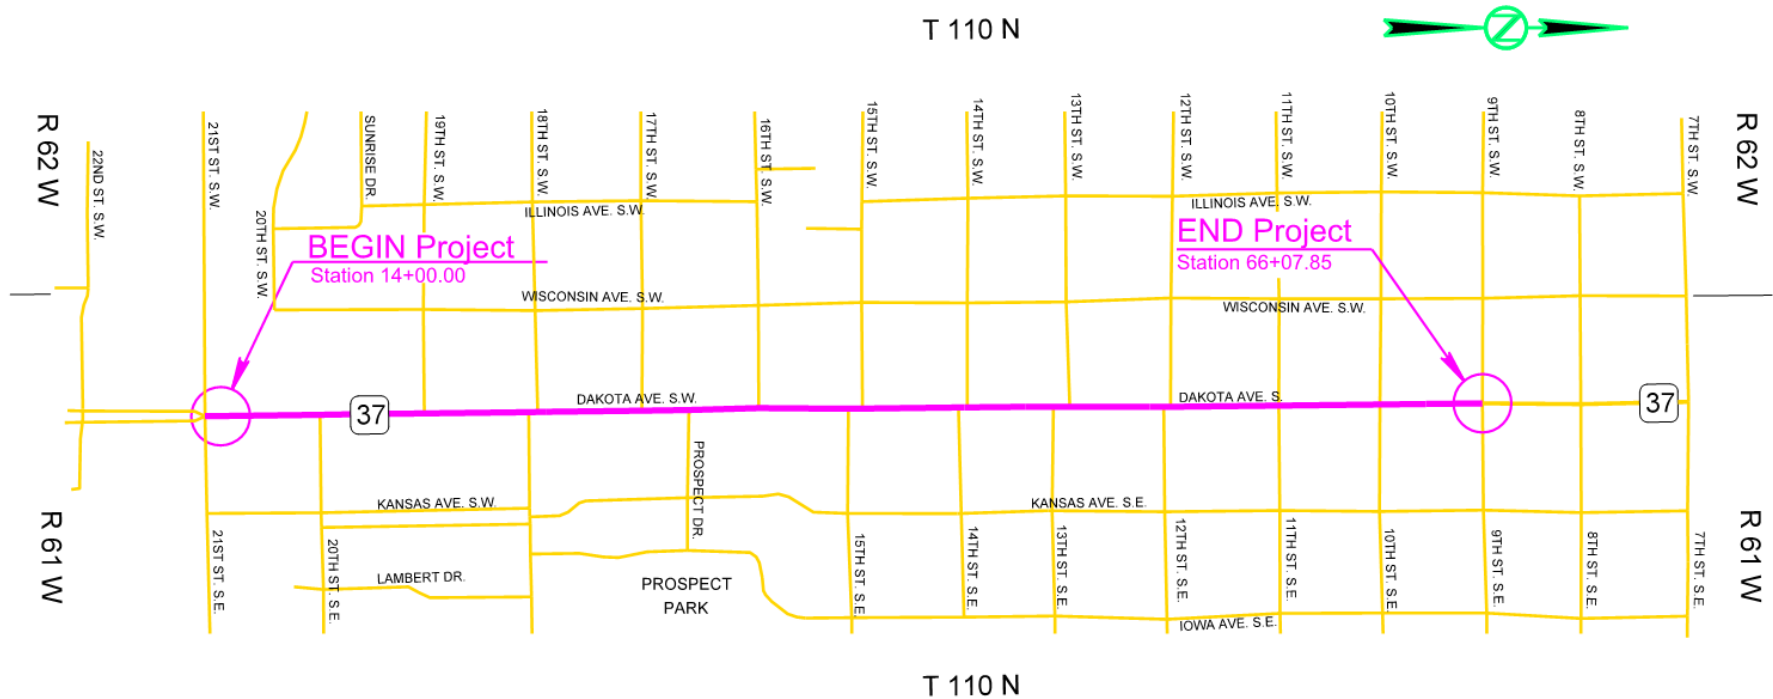 T 110 N
Z
R 62 W
22ND ST. S.W.
21ST ST. S.W.
20TH ST. S.W.
SUNRISE DR.
19TH ST. S.W.
18TH ST. S.W.
17TH ST. S.W.
16TH ST. S.W.
15TH ST. S.W.
14TH ST. S.W.
13TH ST. S.W.
12TH ST. S.W.
11TH ST. S.W.
10TH ST. S.W.
9TH ST. S.W.
8TH ST. S.W.
7TH ST. S.W.
R 62 W
ILLINOIS AVE. S.W.
ILLINOIS AVE. S.W.
BEGIN Project
Station 14+00.00
END Project
Station 66+07.85
WISCONSIN AVE. S.W.
WISCONSIN AVE. S.W.
37
DAKOTA AVE. S.W.
DAKOTA AVE. S.
37
R 61 W
KANSAS AVE. S.W.
PROSPECT DR.
KANSAS AVE. S.E.
21ST ST. S.E.
20TH ST. S.E.
LAMBERT DR.
PROSPECT
PARK
15TH ST. S.E.
14TH ST. S.E.
13TH ST. S.E.
12TH ST. S.E.
11TH ST. S.E.
10TH ST. S.E.
9TH ST. S.E.
8TH ST. S.E.
7TH ST. S.E.
R 61 W
IOWA AVE. S.E.
T 110 N